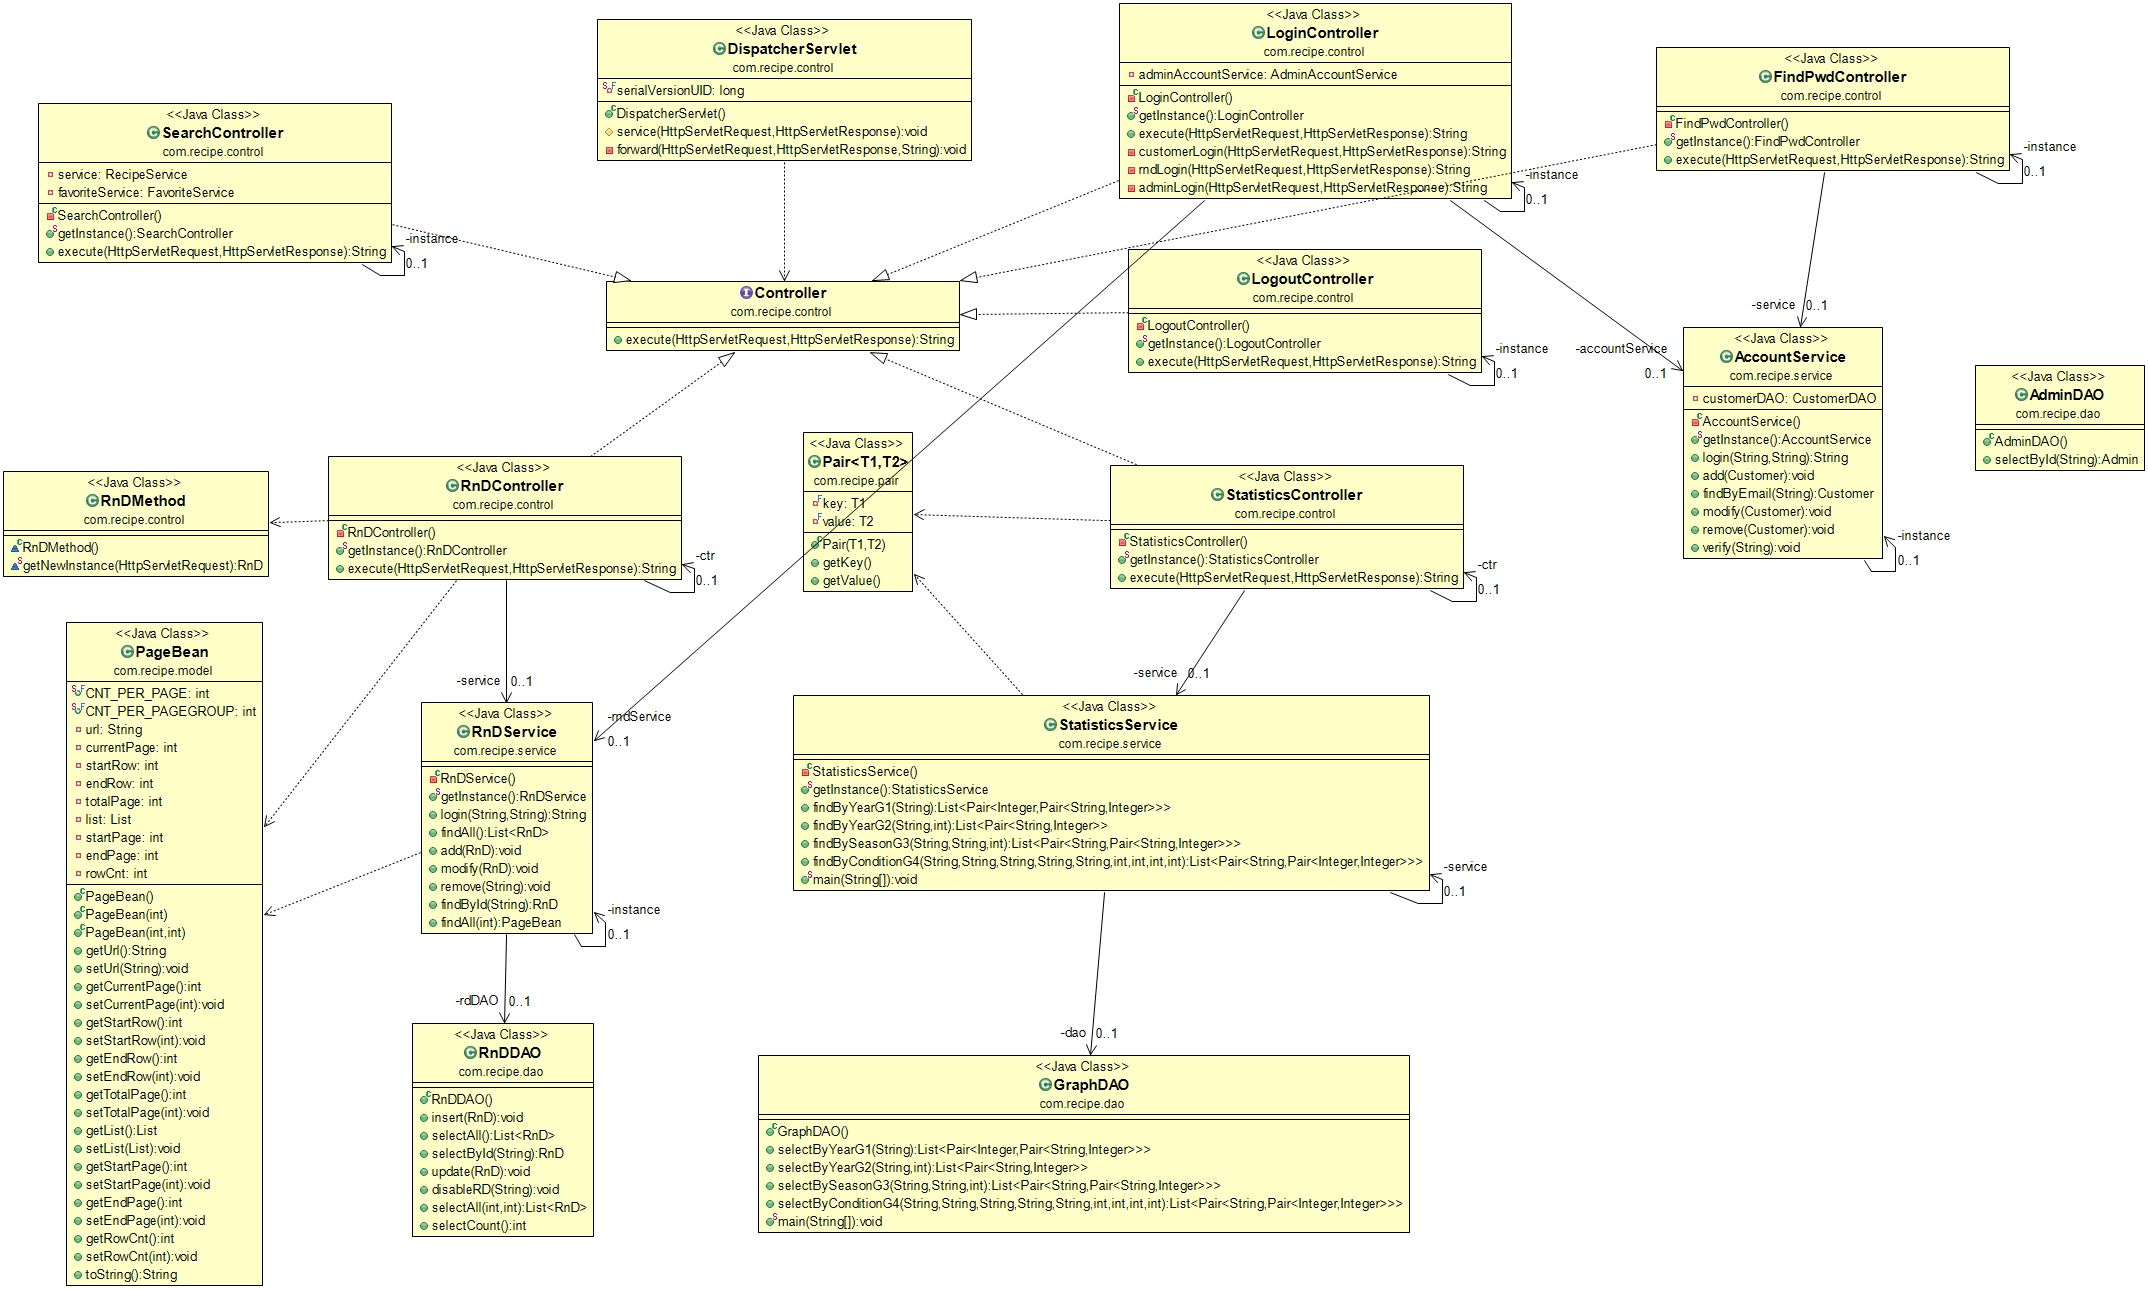 <<Java Class>>
DispatcherServlet
com.recipe.control
serialVersionUID: long
DispatcherServlet()
service(HttpServletRequest,HttpServletResponse):void
forward(HttpServletRequest,HttpServletResponse,String):void
<<Java Class>>
LoginController
com.recipe.control
adminAccountService: AdminAccountService
LoginController()
getInstance():LoginController
execute(HttpServletRequest,HttpServletResponse):String
customerLogin(HttpServletRequest,HttpServletResponse):String
rndLogin(HttpServletRequest,HttpServletResponse):String
adminLogin(HttpServletRequest,HttpServletResponse):String
-instance
0..1
<<Java Class>>
FindPwdController
com.recipe.control
FindPwdController()
getInstance():FindPwdController
execute(HttpServletRequest,HttpServletResponse):String
-instance
0..1
<<Java Class>>
SearchController
com.recipe.control
service: RecipeService
favoriteService: FavoriteService
SearchController()
getInstance():SearchController
execute(HttpServletRequest,HttpServletResponse):String
-instance
0..1
Controller
com.recipe.control
execute(HttpServletRequest,HttpServletResponse):String
<<Java Class>>
LogoutController
com.recipe.control
LogoutController()
getInstance():LogoutController
execute(HttpServletRequest,HttpServletResponse):String
-instance
0..1
-service 0..1
-accountService
0..1
<<Java Class>>
AccountService
com.recipe.service
customerDAO: CustomerDAO
AccountService()
getInstance():AccountService
login(String,String):String
add(Customer):void
findByEmail(String):Customer
modify(Customer):void
remove(Customer):void
verify(String):void
-instance
0..1
<<Java Class>>
AdminDAO
com.recipe.dao
AdminDAO()
selectById(String):Admin
<<Java Class>>
RnDMethod
com.recipe.control
RnDMethod()
getNewInstance(HttpServletRequest):RnD
<<Java Class>>
RnDController
com.recipe.control
RnDController()
getInstance():RnDController
execute(HttpServletRequest,HttpServletResponse):String
-ctr
0..1
<<Java Class>>
Pair<T1,T2>
com.recipe.pair
key: T1
value: T2
Pair(T1,T2)
getKey()
getValue()
<<Java Class>>
StatisticsController
com.recipe.control
StatisticsController()
getInstance():StatisticsController
execute(HttpServletRequest,HttpServletResponse):String
-ctr
0..1
<<Java Class>>
PageBean
com.recipe.model
CNT_PER_PAGE: int
CNT_PER_PAGEGROUP: int
url: String
currentPage: int
startRow: int
endRow: int
totalPage: int
list: List
startPage: int
endPage: int
rowCnt: int
PageBean()
PageBean(int)
PageBean(int,int)
getUrl():String
setUrl(String):void
getCurrentPage():int
setCurrentPage(int):void
getStartRow():int
setStartRow(int):void
getEndRow():int
setEndRow(int):void
getTotalPage():int
setTotalPage(int):void
getList():List
setList(List):void
getStartPage():int
setStartPage(int):void
getEndPage():int
setEndPage(int):void
getRowCnt():int
setRowCnt(int):void
toString():String
-service 0..1
<<Java Class>>
RnDService
com.recipe.service
RnDService()
getInstance():RnDService
login(String,String):String
findAll():List<RnD>
add(RnD):void
modify(RnD):void
remove(String):void
findById(String):RnD
findAll(int):PageBean
-rndService
0..1
-instance
0..1
-service 0..1
<<Java Class>>
StatisticsService
com.recipe.service
StatisticsService()
getInstance():StatisticsService
findByYearG1(String):List<Pair<Integer,Pair<String,Integer>>>
findByYearG2(String,int):List<Pair<String,Integer>>
findBySeasonG3(String,String,int):List<Pair<String,Pair<String,Integer>>>
findByConditionG4(String,String,String,String,String,int,int,int,int):List<Pair<String,Pair<Integer,Integer>>>
main(String[]):void
-service
0..1
-rdDAO 0..1
<<Java Class>>
RnDDAO
com.recipe.dao
RnDDAO()
insert(RnD):void
selectAll():List<RnD>
selectById(String):RnD
update(RnD):void
disableRD(String):void
selectAll(int,int):List<RnD>
selectCount():int
-dao 0..1
<<Java Class>>
GraphDAO
com.recipe.dao
GraphDAO()
selectByYearG1(String):List<Pair<Integer,Pair<String,Integer>>>
selectByYearG2(String,int):List<Pair<String,Integer>>
selectBySeasonG3(String,String,int):List<Pair<String,Pair<String,Integer>>>
selectByConditionG4(String,String,String,String,String,int,int,int,int):List<Pair<String,Pair<Integer,Integer>>>
main(String[]):void